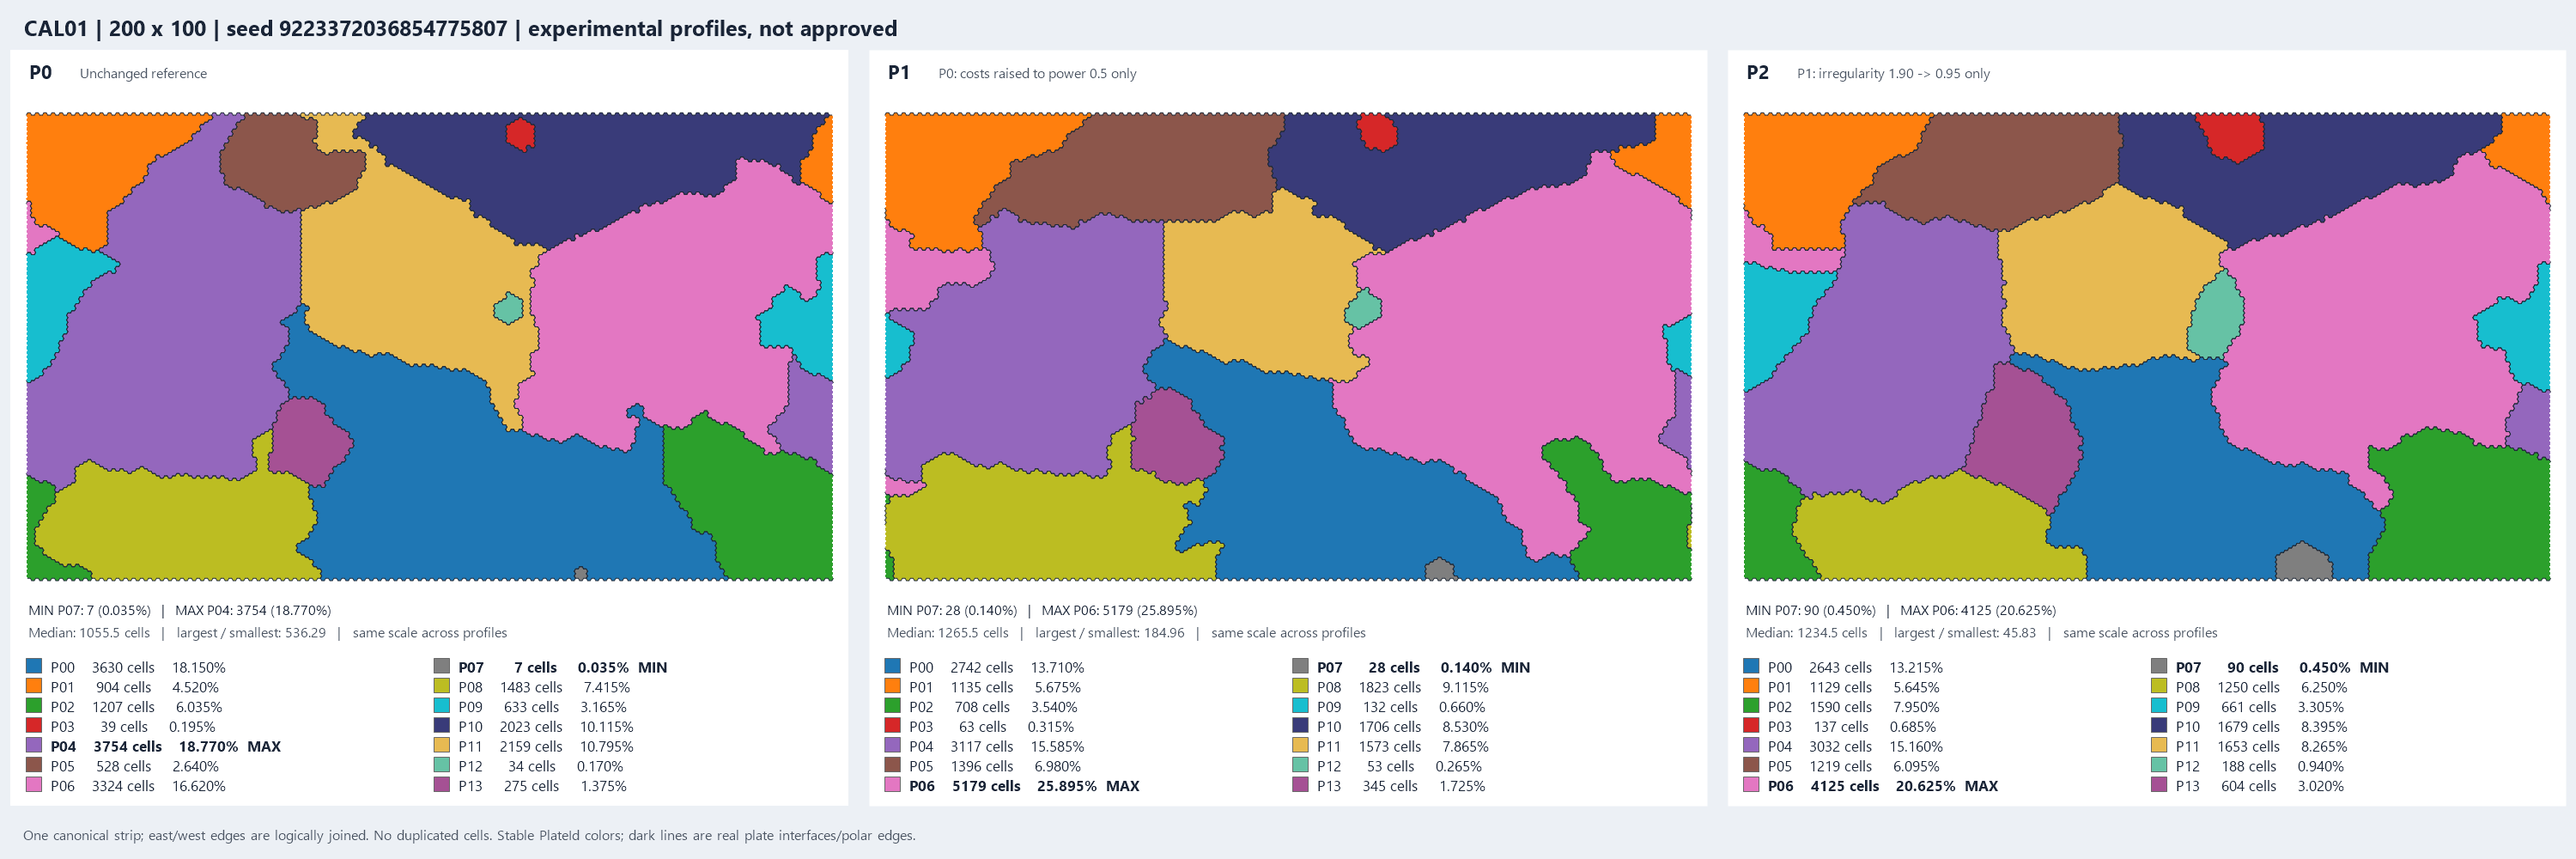 CAL01 | 200 x 100 | seed 9223372036854775807 | experimental profiles, not approved
P0 Unchanged reference
MIN P07: 7 (0.035%) | MAX P04: 3754 (18.770%)
Median: 1055.5 cells | largest / smallest: 536.29 | same scale across profiles
P00 3630 cells 18.150%
P01 904 cells 4.520%
P02 1207 cells 6.035%
P03 39 cells 0.195%
P04 3754 cells 18.770% MAX
P05 528 cells 2.640%
P06 3324 cells 16.620%
P07 7 cells 0.035% MIN
P08 1483 cells 7.415%
P09 633 cells 3.165%
P10 2023 cells 10.115%
P11 2159 cells 10.795%
P12 34 cells 0.170%
P13 275 cells 1.375%
P1 P0: costs raised to power 0.5 only
MIN P07: 28 (0.140%) | MAX P06: 5179 (25.895%)
Median: 1265.5 cells | largest / smallest: 184.96 | same scale across profiles
P00 2742 cells 13.710%
P01 1135 cells 5.675%
P02 708 cells 3.540%
P03 63 cells 0.315%
P04 3117 cells 15.585%
P05 1396 cells 6.980%
P06 5179 cells 25.895% MAX
P07 28 cells 0.140% MIN
P08 1823 cells 9.115%
P09 132 cells 0.660%
P10 1706 cells 8.530%
P11 1573 cells 7.865%
P12 53 cells 0.265%
P13 345 cells 1.725%
P2 P1: irregularity 1.90 -> 0.95 only
MIN P07: 90 (0.450%) | MAX P06: 4125 (20.625%)
Median: 1234.5 cells | largest / smallest: 45.83 | same scale across profiles
P00 2643 cells 13.215%
P01 1129 cells 5.645%
P02 1590 cells 7.950%
P03 137 cells 0.685%
P04 3032 cells 15.160%
P05 1219 cells 6.095%
P06 4125 cells 20.625% MAX
P07 90 cells 0.450% MIN
P08 1250 cells 6.250%
P09 661 cells 3.305%
P10 1679 cells 8.395%
P11 1653 cells 8.265%
P12 188 cells 0.940%
P13 604 cells 3.020%
One canonical strip; east/west edges are logically joined. No duplicated cells. Stable PlateId colors; dark lines are real plate interfaces/polar edges.